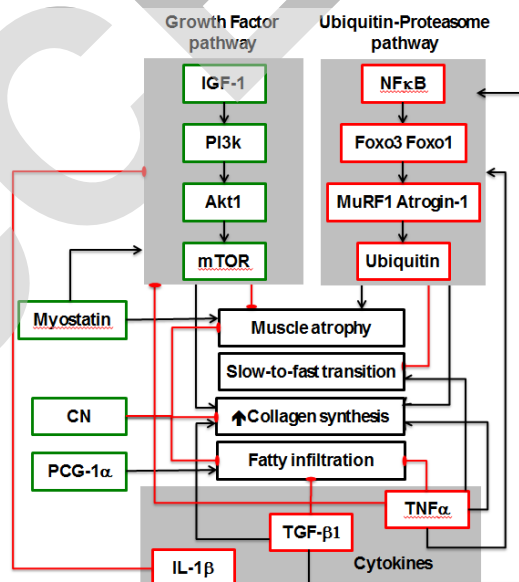 Growth Factor
pathway
Ubiquitin-Proteasome
pathway
IGF-1
NFκB
PI3k
Foxo3 Foxo1
Akt1
MuRF1 Atrogin-1
mTOR
Ubiquitin
Myostatin
Muscle atrophy
Slow-to-fast transition
CN
↑Collagen synthesis
PCG-1α
Fatty infiltration
TNFα
TGF-β1
IL-1β
Cytokines